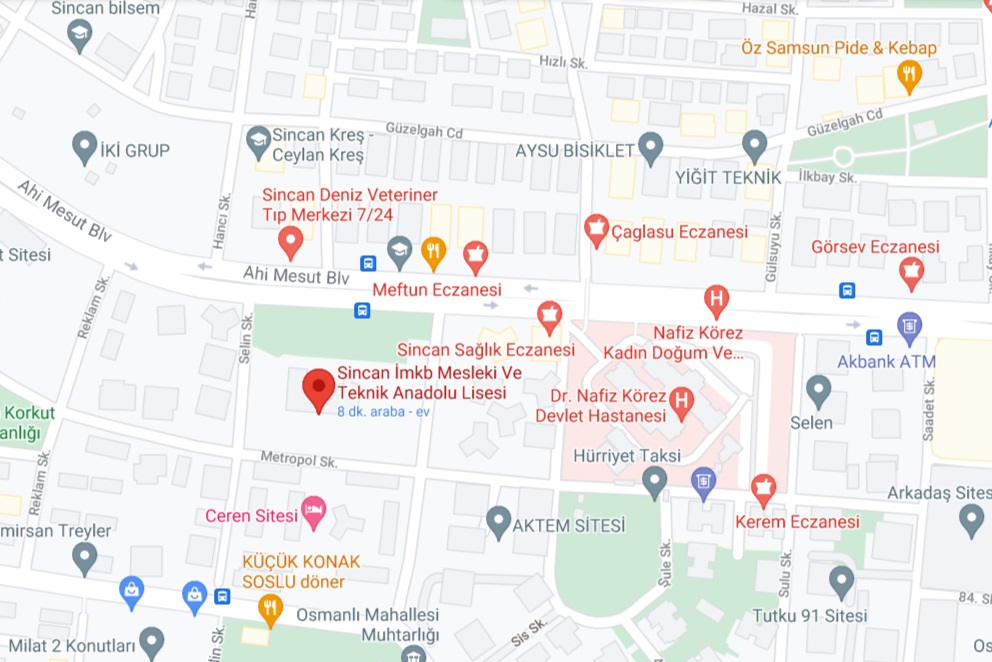 Sincan bilsem
Hazal Sk.
Öz Samsun Pide & Kebap
Hızlı Sk.
Güzelgah Cd
Güzelgah Cd
Sincan Kreş -
Ceylan Kreş
İKİ GRUP
AYSU BİSİKLET
YİĞİT TEKNİK
İlkbay Sk.
Ahi Mesut Blv
Hancı Sk.
Sincan Deniz Veteriner
Tıp Merkezi 7/24
Çaglasu Eczanesi
Gülsuyu Sk.
Görsev Eczanesi
t Sitesi
Ahi Mesut Blv
Meftun Eczanesi
H
Reklam Sk.
Selin Sk.
Sincan Sağlık Eczanesi
Nafiz Körez
Kadın Doğum Ve...
Akbank ATM
Sincan İmkb Mesleki Ve
Teknik Anadolu Lisesi
8 dk. araba - ev
Dr. Nafiz Körez
Devlet Hastanesi
H
Selen
Saadet Sk.
Korkut
anlığı
Metropol Sk.
Hürriyet Taksi
Reklam Sk.
Ceren Sitesi
AKTEM SİTESİ
Kerem Eczanesi
Arkadaş Sites
mirsan Treyler
KÜÇÜK KONAK
SOSLU döner
Şule Sk.
Sulu Sk.
84. S
Osmanlı Mahallesi
Muhtarlığı
Sis Sk.
Tutku 91 Sitesi
Milat 2 Konutları
lin Sk.
Os